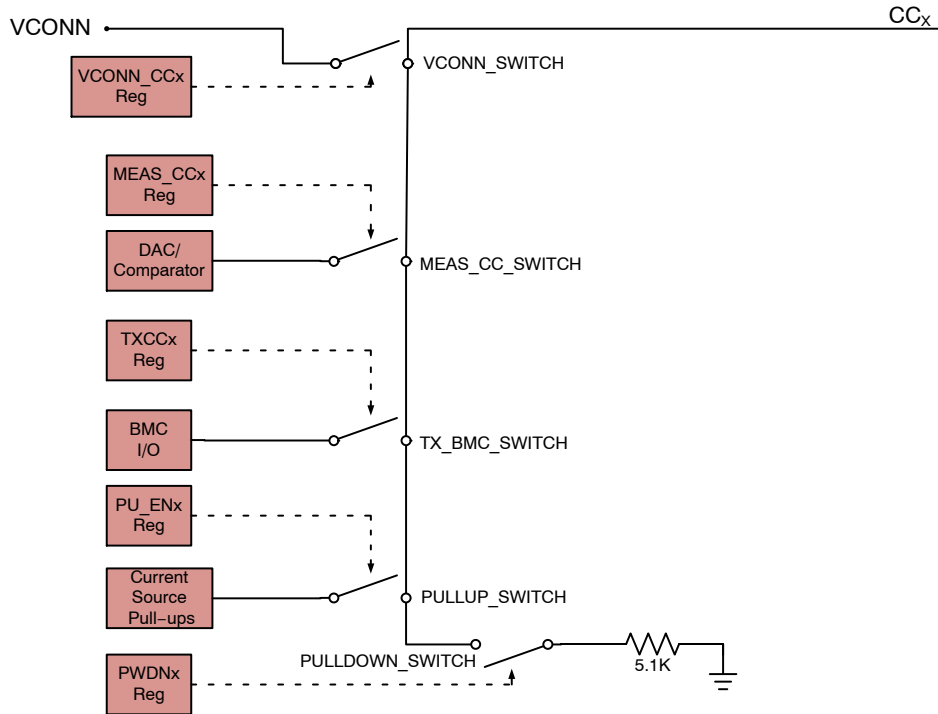 VCONN
CCX
VCONN_SWITCH
VCONN_CCx
Reg
MEAS_CCx
Reg
DAC/
Comparator
MEAS_CC_SWITCH
TXCCx
Reg
BMC
I/O
TX_BMC_SWITCH
PU_ENx
Reg
Current
Source
Pull−ups
PULLUP_SWITCH
PULLDOWN_SWITCH
5.1K
PWDNx
Reg